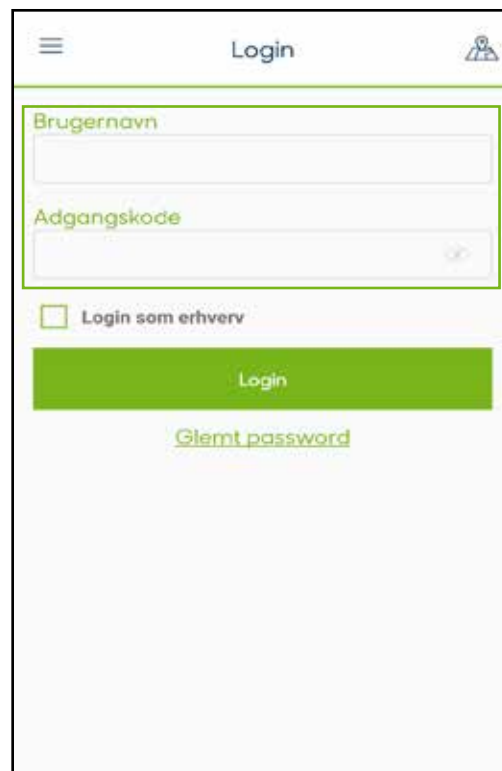 Login
Brugernavn
Adgangskode
Login som erhverv
Login
Glemt password